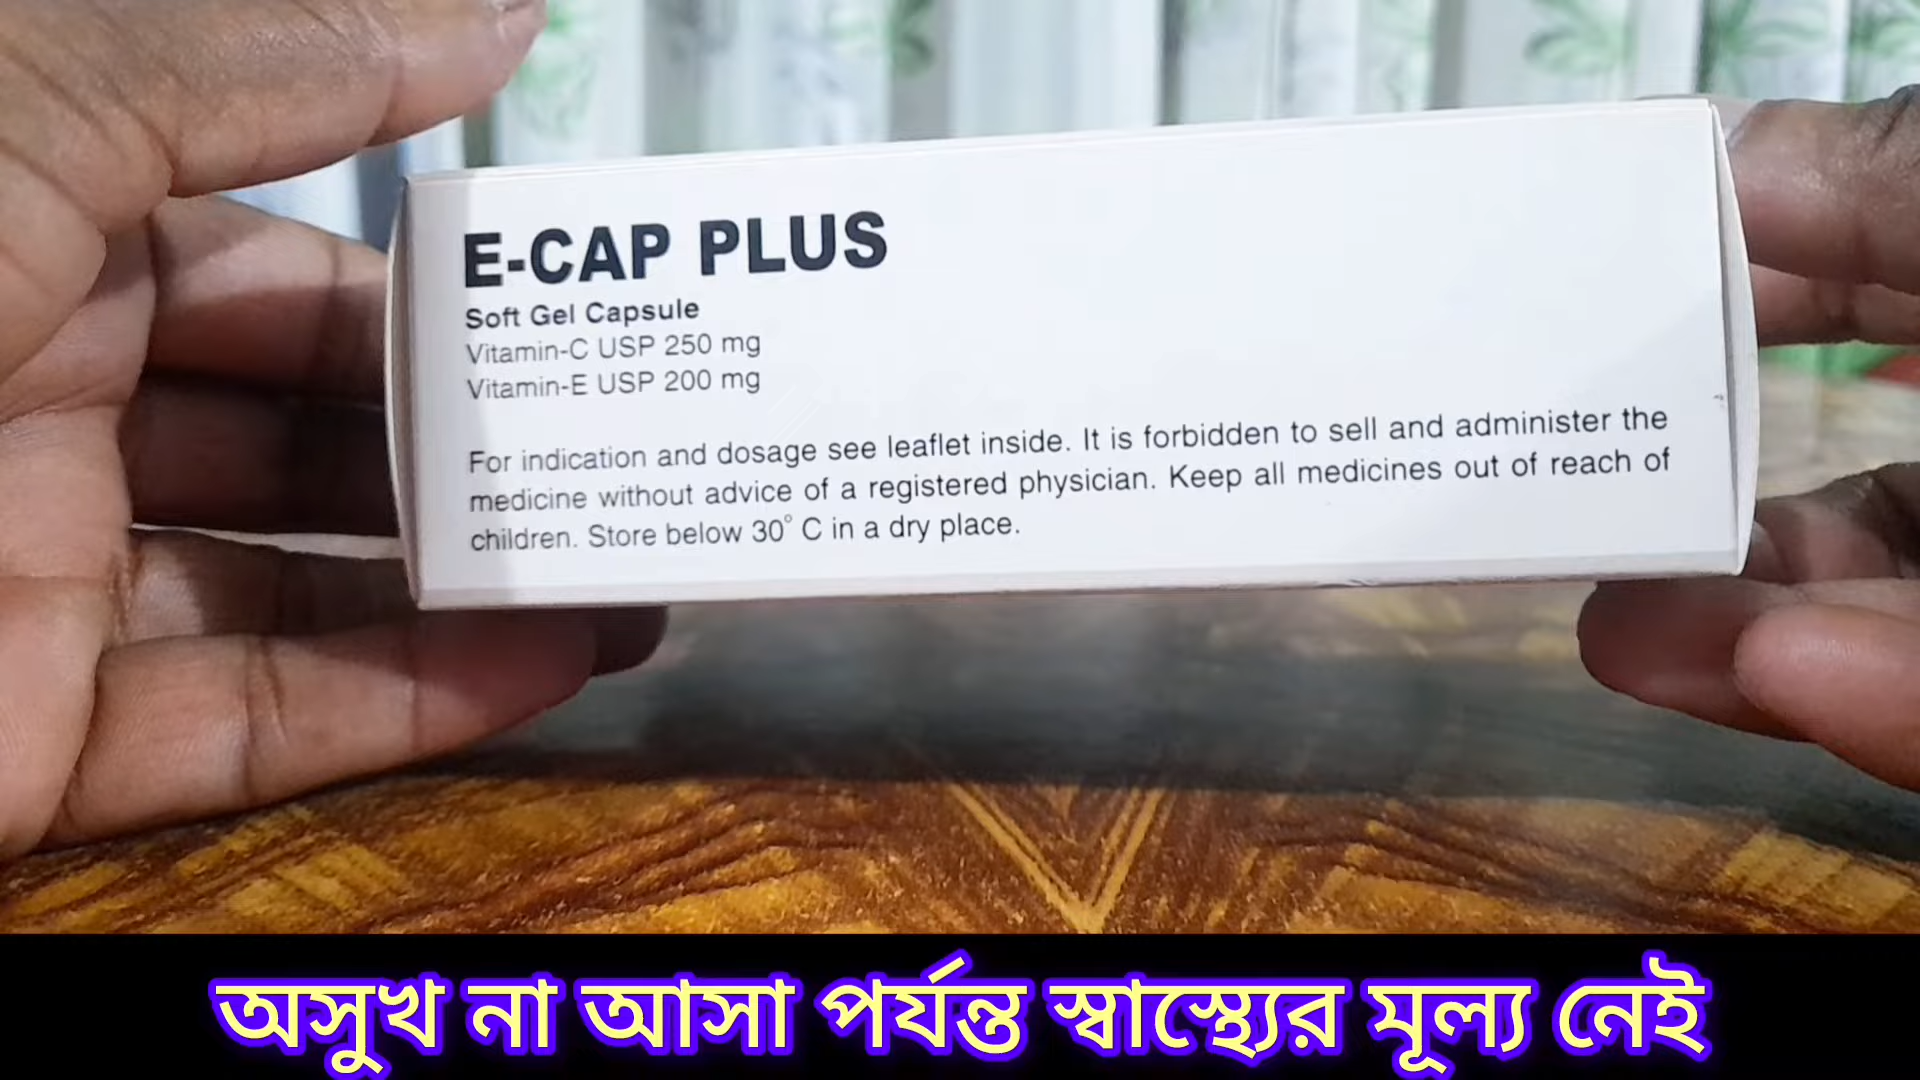 E-CAP PLUS
Soft Gel Capsule
Vitamin-C USP 250 mg
Vitamin-E USP 200 mg
For indication and dosage see leaflet inside. It is forbidden to sell and administer the
medicine without advice of a registered physician. Keep all medicines out of reach of
children. Store below 30° C in a dry place.
অসুখ না আসা পর্যন্ত স্বাস্থ্যের মূল্য নেই